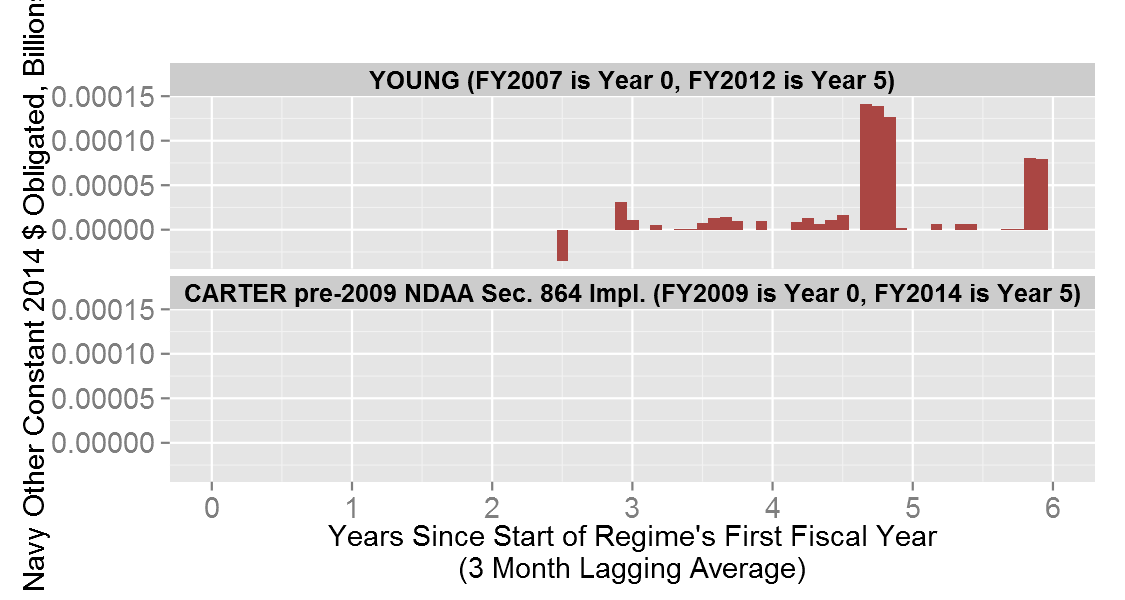 Navy Other Constant 2014 $ Obligated, Billions
YOUNG (FY2007 is Year 0, FY2012 is Year 5)
0.00015
0.00010
0.00005
0.00000
CARTER pre-2009 NDAA Sec. 864 Impl. (FY2009 is Year 0, FY2014 is Year 5)
0.00015
0.00010
0.00005
0.00000
0 1 2 3 4 5 6
Years Since Start of Regime's First Fiscal Year
(3 Month Lagging Average)